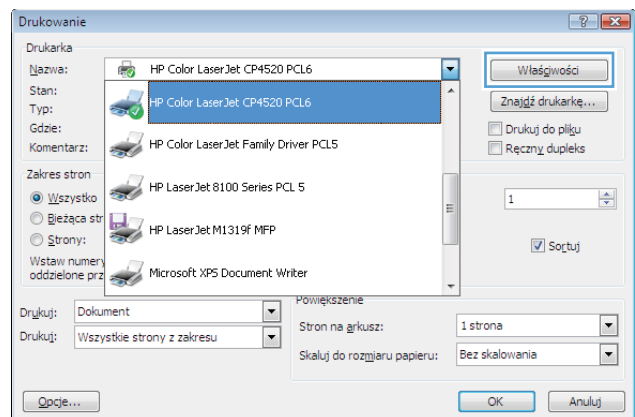 Drukowanie
Drukarka
Nazwa: HP Color LaserJet CP4520 PCL6 Właściwości
Stan: HP Color LaserJet CP4520 PCL6 Znajdź drukarkę...
Typ:
Gdzie: HP Color LaserJet Family Driver PCL5 Drukuj do pliku
Komentarz: Ręczny dupleks
Zakres stron HP LaserJet 8100 Series PCL 5
Wszystko 1
Bieżąca str HP LaserJet M1319f MFP
Strony: Sortuj
Wstaw numery Microsoft XPS Document Writer
oddzielone prz
Drukuj: Dokument Powiększenie
Drukuj: Wszystkie strony z zakresu Stron na arkusz: 1 strona
Skaluj do rozmiaru papieru: Bez skalowania
Opcje... OK Anuluj